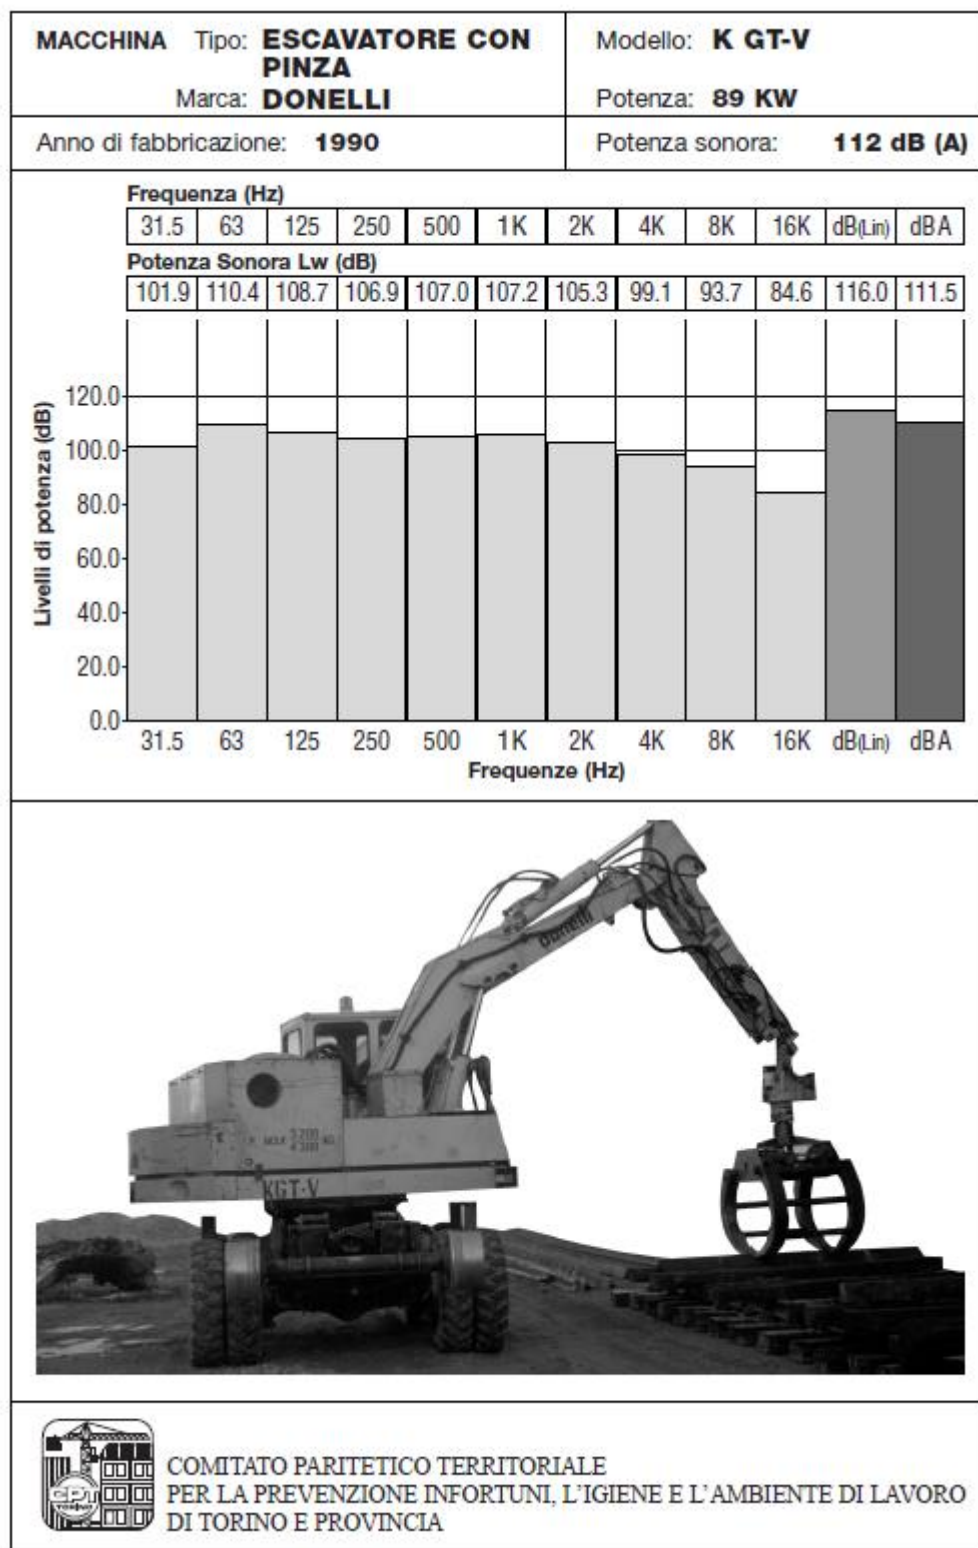 MACCHINA Tipo: ESCAVATORE CON PINZA
Marca: DONELLI
Modello: K GT-V
Potenza: 89 KW
Anno di fabbricazione: 1990
Potenza sonora: 112 dB (A)
Frequenza (Hz)
31.5 63 125 250 500 1K 2K 4K 8K 16K dB(Lin) dBA
Potenza Sonora Lw (dB)
101.9 110.4 108.7 106.9 107.0 107.2 105.3 99.1 93.7 84.6 116.0 111.5
Livelli di potenza (dB)
120.0
100.0
80.0
60.0
40.0
20.0
0.0
31.5 63 125 250 500 1K 2K 4K 8K 16K dB(Lin) dBA
Frequenze (Hz)
donelli
KGT-V
CPT
TORINO
COMITATO PARITETICO TERRITORIALE
PER LA PREVENZIONE INFORTUNI, L'IGIENE E L'AMBIENTE DI LAVORO
DI TORINO E PROVINCIA